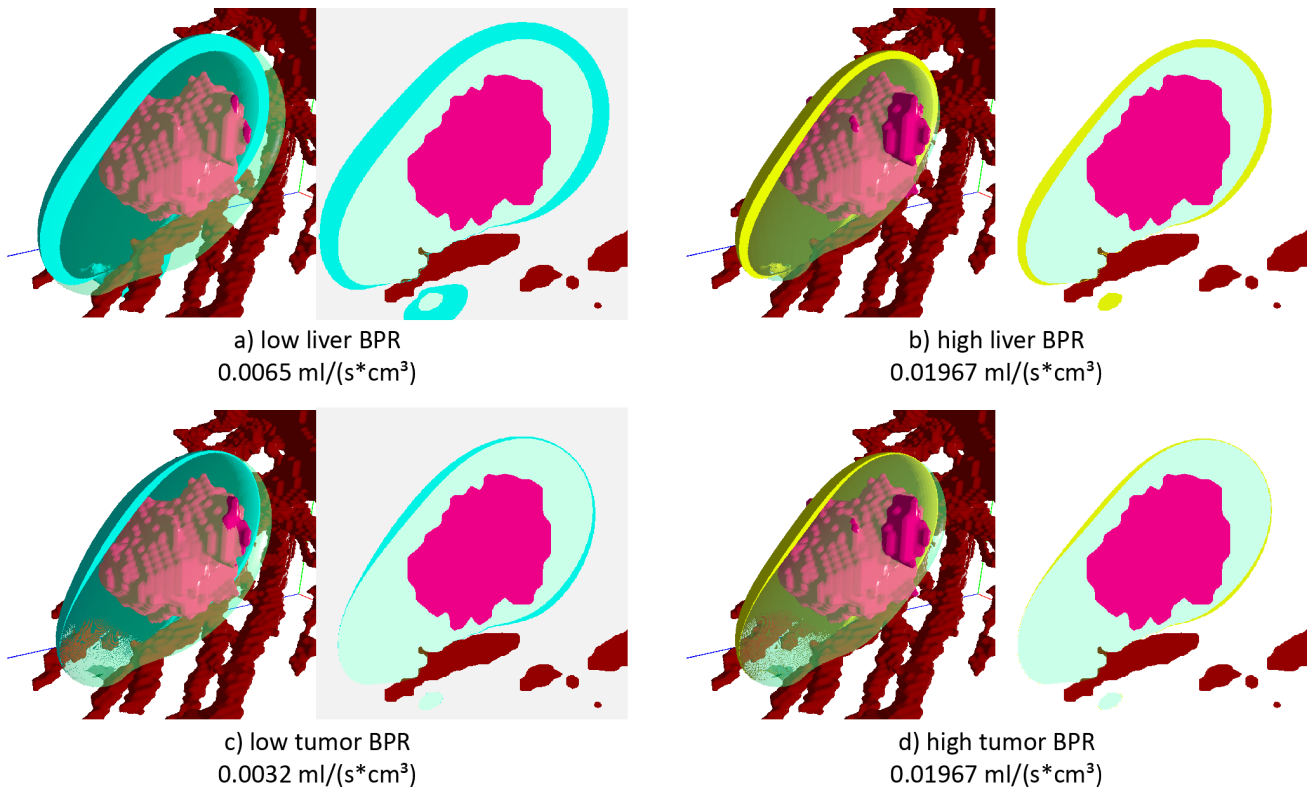 a) low liver BPR
0.0065 ml/(s*cm³)
b) high liver BPR
0.01967 ml/(s*cm³)
c) low tumor BPR
0.0032 ml/(s*cm³)
d) high tumor BPR
0.01967 ml/(s*cm³)